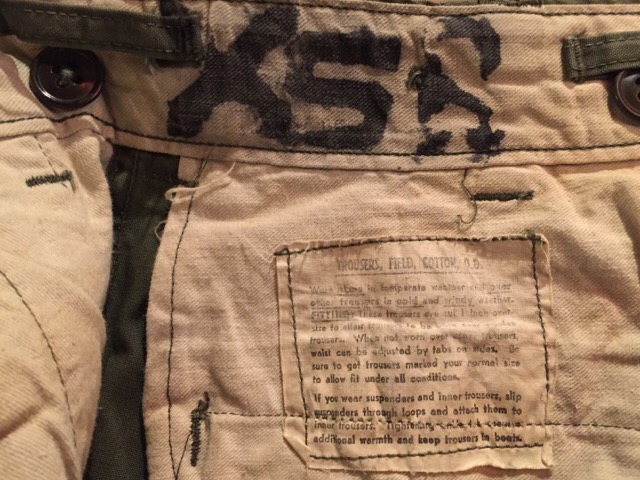 XS8
TROUSERS, FIELD, COTTON, O.D.
Worn alone in temperate weather and over
other trousers in cold and windy weather.
FITTING: These trousers are cut 1 inch over-
size to allow trousers to be
trousers. When not worn over other trousers,
waist can be adjusted by tabs on sides. Be
sure to get trousers marked your normal size
to allow fit under all conditions.
If you wear suspenders and inner trousers, slip
suspenders through loops and attach them to
inner trousers. Tighten
additional warmth and keep trousers in boots.